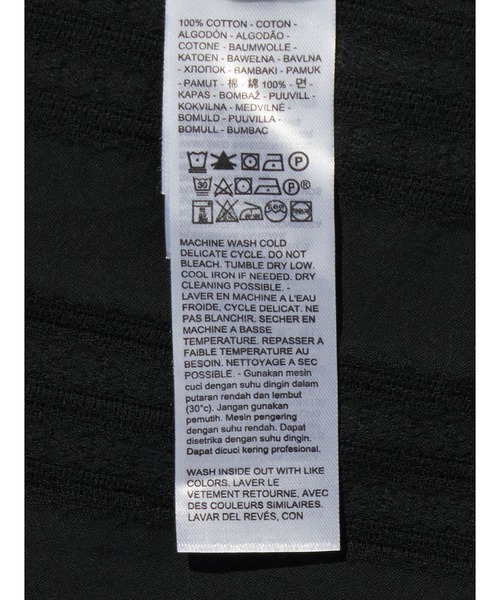 100% COTTON - COTON -
ALGODÓN - ALGODÃO -
COTONE - BAUMWOLLE -
KATOEN - BAWEŁNA - BAVLNA
- ХЛОПОК - BAMBAKI - PAMUK
- PAMUT - 棉 - 綿 100% - 면 -
KAPAS - BOMBAŽ - PUUVILL -
KOKVILNA - MEDVILNĖ -
BOMULD - PUUVILLA -
BOMULL - BUMBAC
P
30 P ®
MACHINE WASH COLD
DELICATE CYCLE. DO NOT
BLEACH. TUMBLE DRY LOW.
COOL IRON IF NEEDED. DRY
CLEANING POSSIBLE. -
LAVER EN MACHINE A L'EAU
FROIDE, CYCLE DELICAT. NE
PAS BLANCHIR. SECHER EN
MACHINE A BASSE
TEMPERATURE. REPASSER A
FAIBLE TEMPERATURE AU
BESOIN. NETTOYAGE A SEC
POSSIBLE. - Gunakan mesin
cuci dengan suhu dingin dalam
putaran rendah dan lembut
(30°c). Jangan gunakan
pemutih. Mesin pengering
dengan suhu rendah. Dapat
disetrika dengan suhu dingin.
Dapat dicuci kering profesional.
WASH INSIDE OUT WITH LIKE
COLORS. LAVER LE
VETEMENT RETOURNE, AVEC
DES COULEURS SIMILAIRES.
LAVAR DEL REVÉS, CON